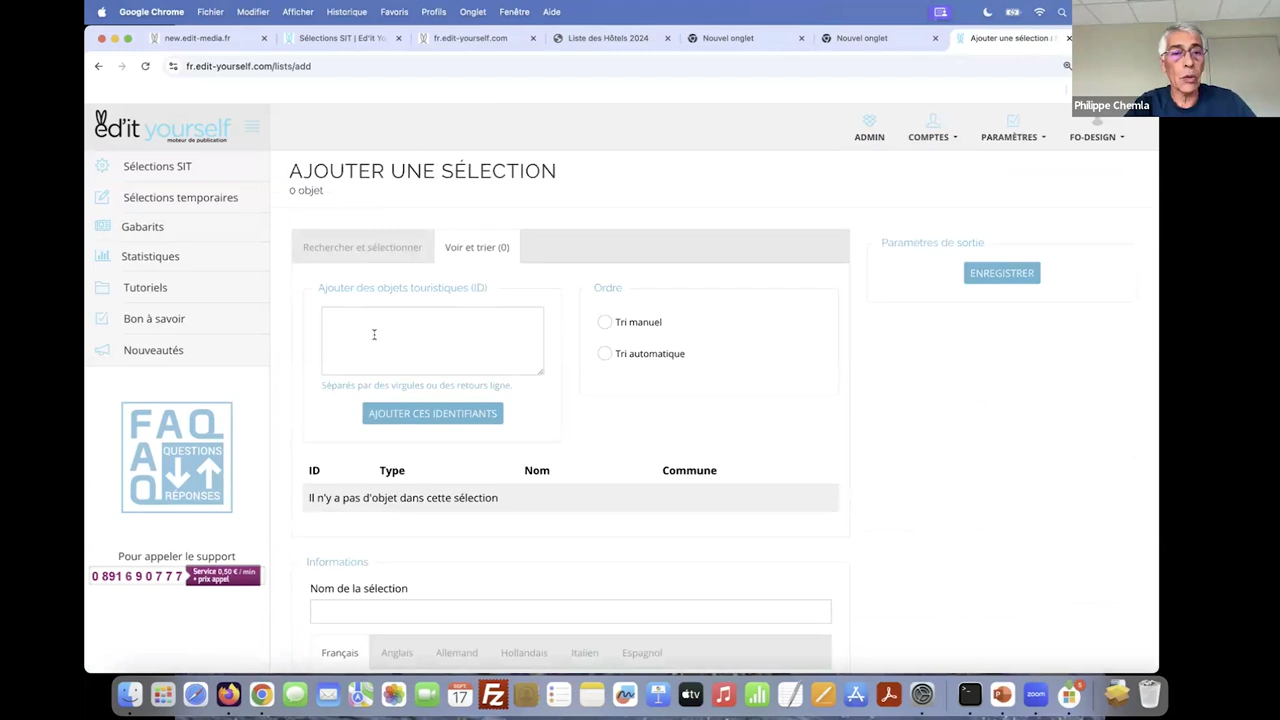 Google Chrome Fichier Modifier Afficher Historique Favoris Profils Onglet Fenêtre Aide
new.edit-media.fr
Sélections SIT | Ed'It Y
fr.edit-yourself.com
Liste des Hôtels 2024
Nouvel onglet
Nouvel onglet
Ajouter une sélection |
fr.edit-yourself.com/lists/add
Philippe Chemla
éd'it yourself
moteur de publication
ADMIN
COMPTES
PARAMÈTRES
FO-DESIGN
Sélections SIT
Sélections temporaires
Gabarits
Statistiques
Tutoriels
Bon à savoir
Nouveautés
FAQ
QUESTIONS
RÉPONSES
Pour appeler le support
0 891 690 777
Service 0,50 € / min
+ prix appel
AJOUTER UNE SÉLECTION
0 objet
Rechercher et sélectionner
Voir et trier (0)
Ajouter des objets touristiques (ID)
Séparés par des virgules ou des retours ligne.
AJOUTER CES IDENTIFIANTS
Ordre
Tri manuel
Tri automatique
Paramètres de sortie
ENREGISTRER
ID Type Nom Commune
Il n'y a pas d'objet dans cette sélection
Informations
Nom de la sélection
Français Anglais Allemand Hollandais Italien Espagnol
SEPT
17
tv
zoom